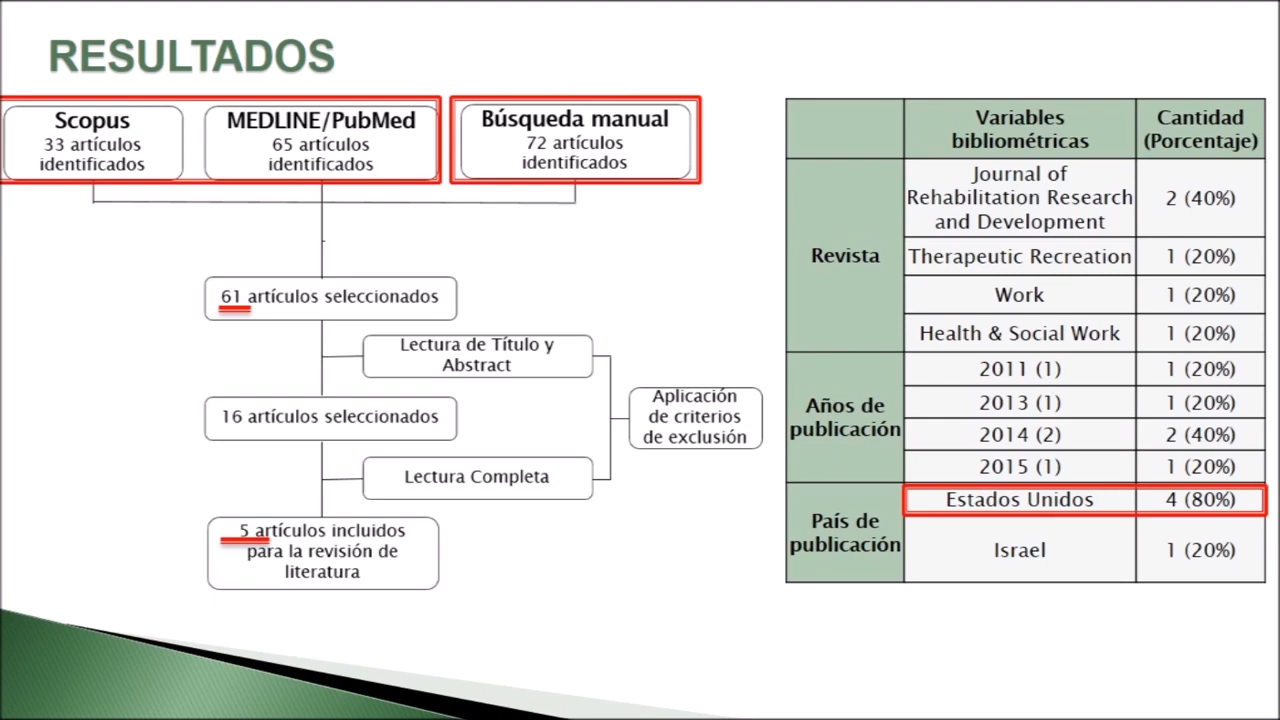 RESULTADOS
Scopus
33 artículos
identificados
MEDLINE/PubMed
65 artículos
identificados
Búsqueda manual
72 artículos
identificados
61 artículos seleccionados
Lectura de Título y
Abstract
16 artículos seleccionados
Aplicación
de criterios
de exclusión
Lectura Completa
5 artículos incluidos
para la revisión de
literatura
Variables
bibliométricas
Cantidad
(Porcentaje)
Revista
Journal of
Rehabilitation Research
and Development
2 (40%)
Therapeutic Recreation
1 (20%)
Work
1 (20%)
Health & Social Work
1 (20%)
Años de
publicación
2011 (1)
1 (20%)
2013 (1)
1 (20%)
2014 (2)
2 (40%)
2015 (1)
1 (20%)
País de
publicación
Estados Unidos
4 (80%)
Israel
1 (20%)